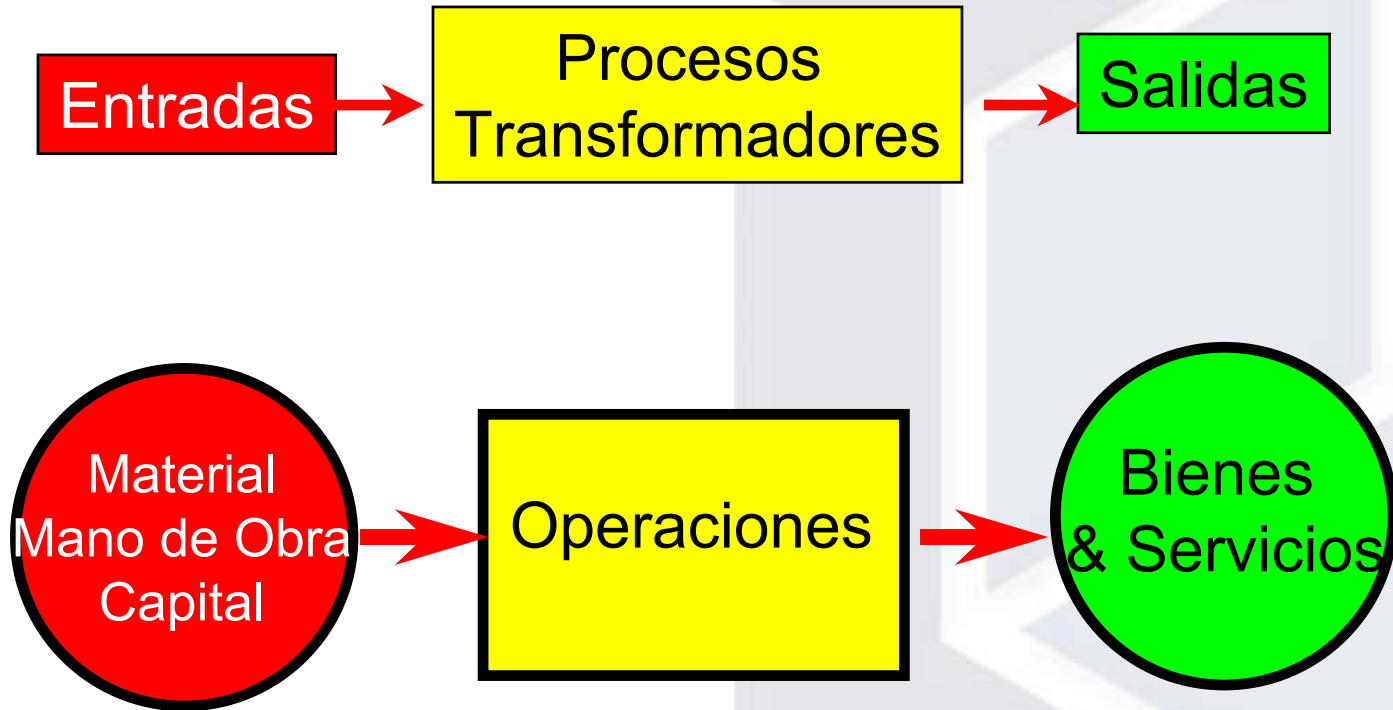 Entradas
Procesos
Transformadores
Salidas
Material
Mano de Obra
Capital
Operaciones
Bienes
& Servicios